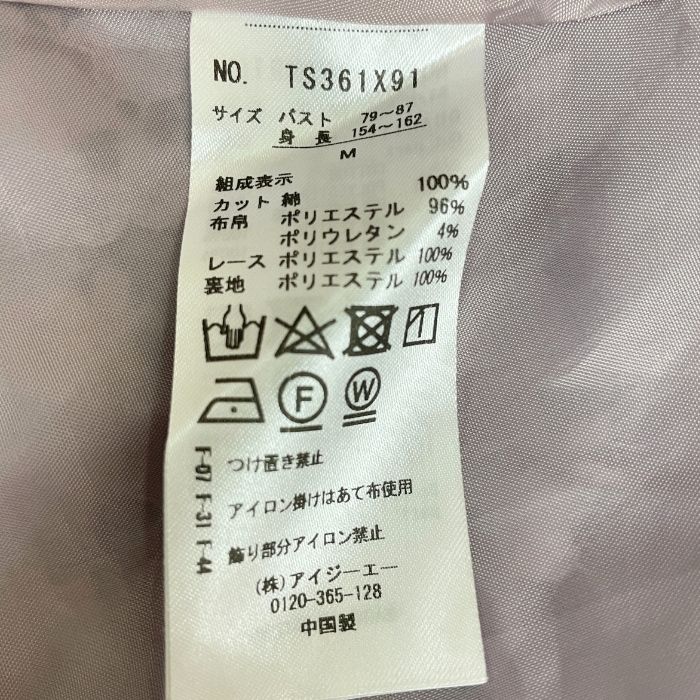 NO. TS361X91
サイズ バスト 79〜87
身長 154〜162
M
組成表示
カット 綿 100%
布帛 ポリエステル 96%
ポリウレタン 4%
レース ポリエステル 100%
裏地 ポリエステル 100%
F
W
つけ置き禁止
アイロン掛けはあて布使用
飾り部分アイロン禁止
(株)アイジーエー
0120-365-128
中国製
F-07 F-31 F-44